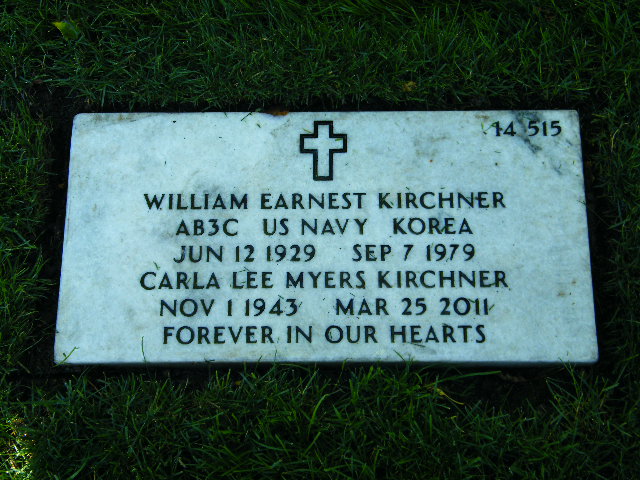 14 515
WILLIAM EARNEST KIRCHNER
AB3C US NAVY KOREA
JUN 12 1929 SEP 7 1979
CARLA LEE MYERS KIRCHNER
NOV 1 1943 MAR 25 2011
FOREVER IN OUR HEARTS